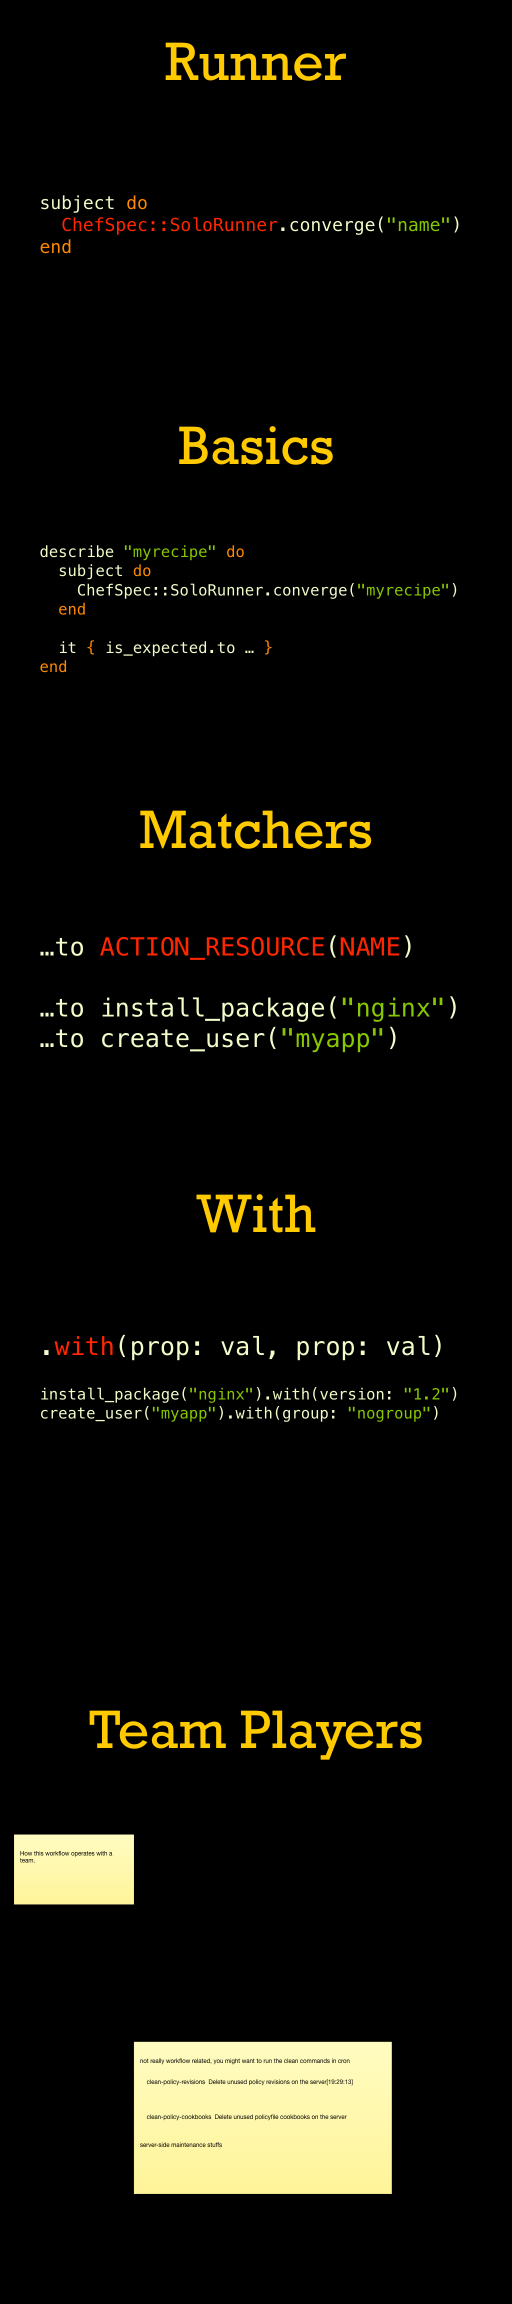 Runner
subject do
  ChefSpec::SoloRunner.converge("name")
end
Basics
describe "myrecipe" do
  subject do
    ChefSpec::SoloRunner.converge("myrecipe")
  end
  it { is_expected.to … }
end
Matchers
…to ACTION_RESOURCE(NAME)
…to install_package("nginx")
…to create_user("myapp")
With
.with(prop: val, prop: val)
install_package("nginx").with(version: "1.2")
create_user("myapp").with(group: "nogroup")
Team Players
How this workflow operates with a
team.
not really workflow related, you might want to run the clean commands in cron
clean-policy-revisions  Delete unused policy revisions on the server[19:29:13]
clean-policy-cookbooks  Delete unused policyfile cookbooks on the server
server-side maintenance stuffs